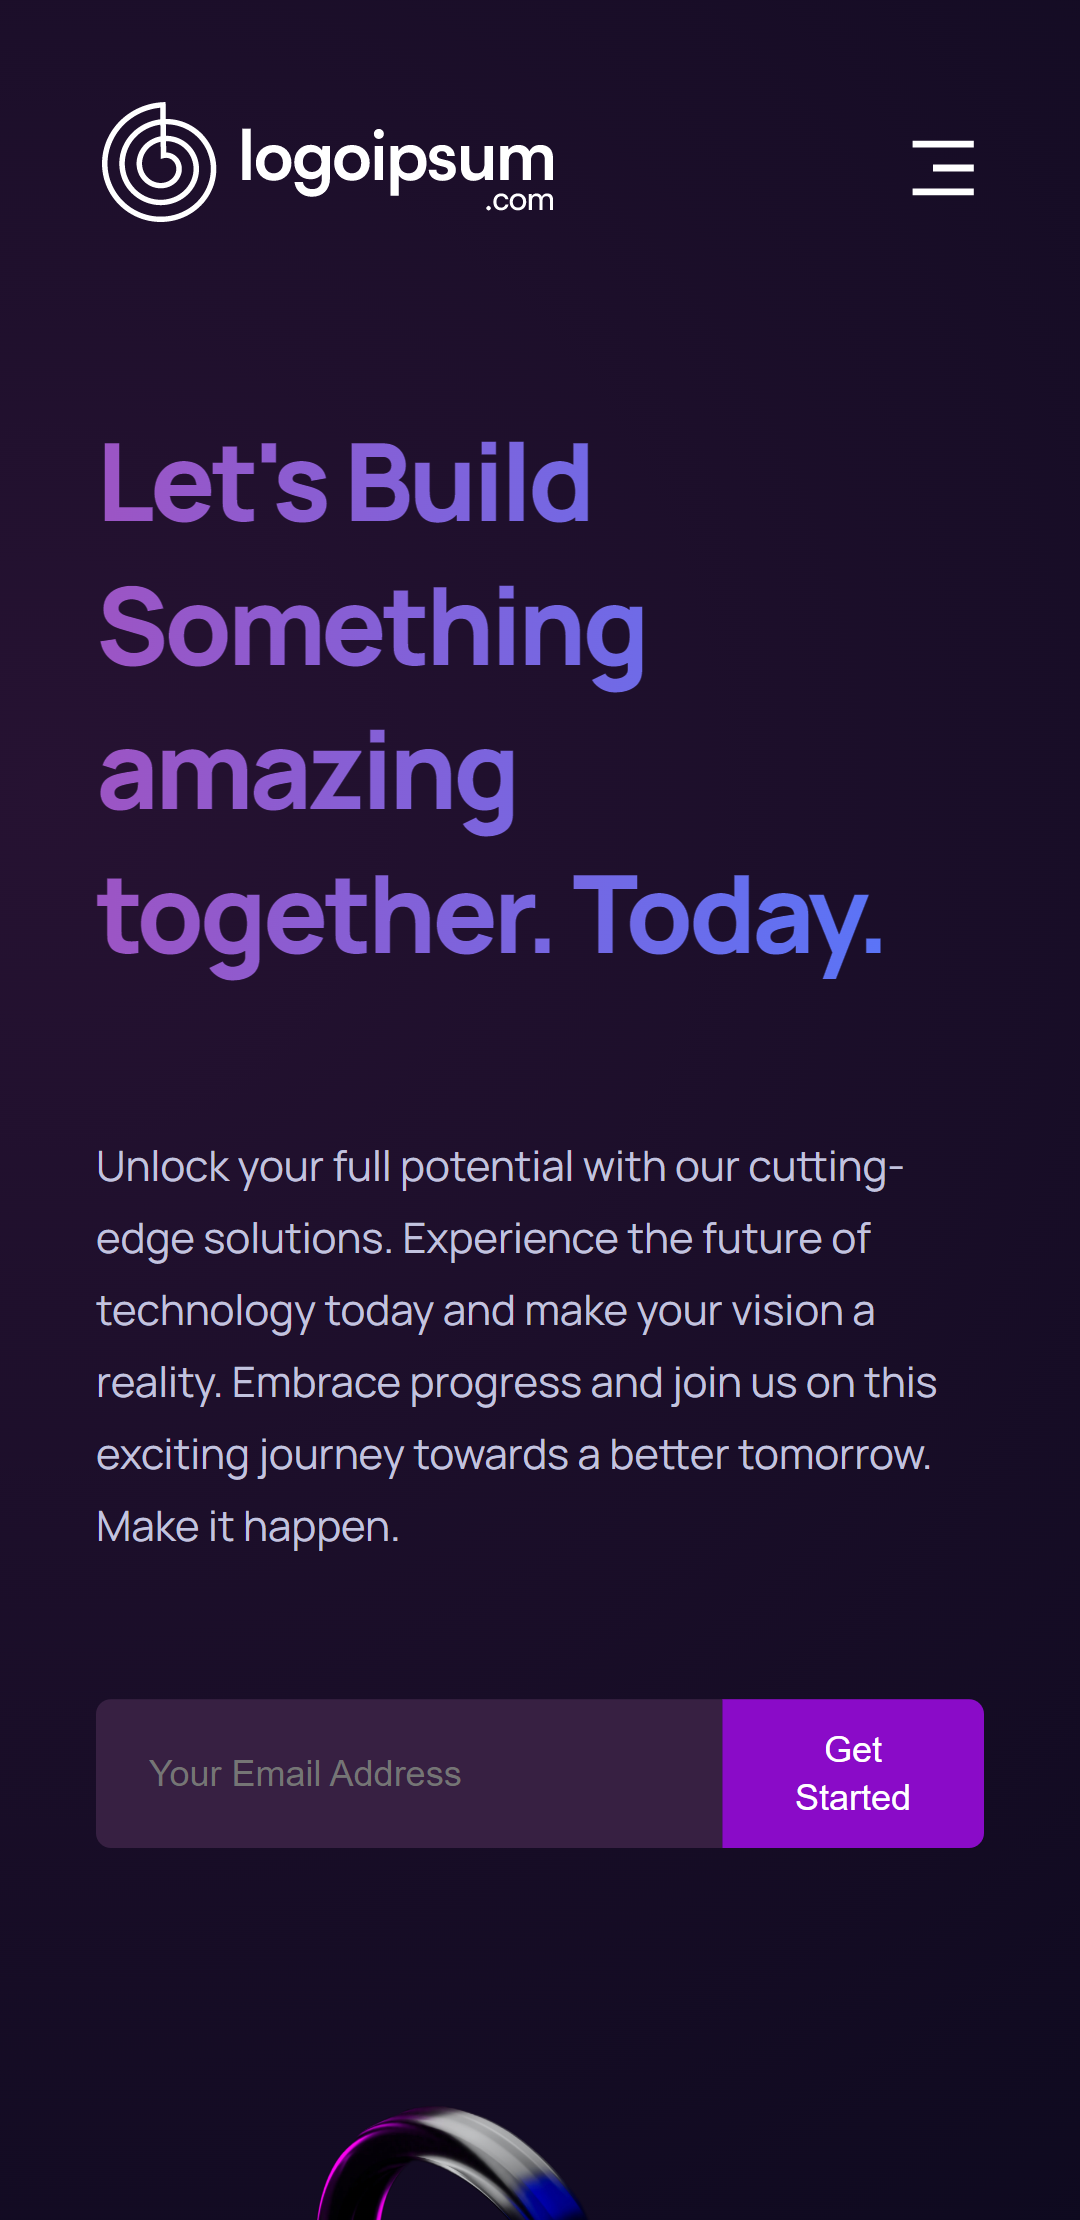 logoipsum
.com
Let's Build
Something
amazing
together. Today.
Unlock your full potential with our cutting-
edge solutions. Experience the future of
technology today and make your vision a
reality. Embrace progress and join us on this
exciting journey towards a better tomorrow.
Make it happen.
Your Email Address
Get
Started